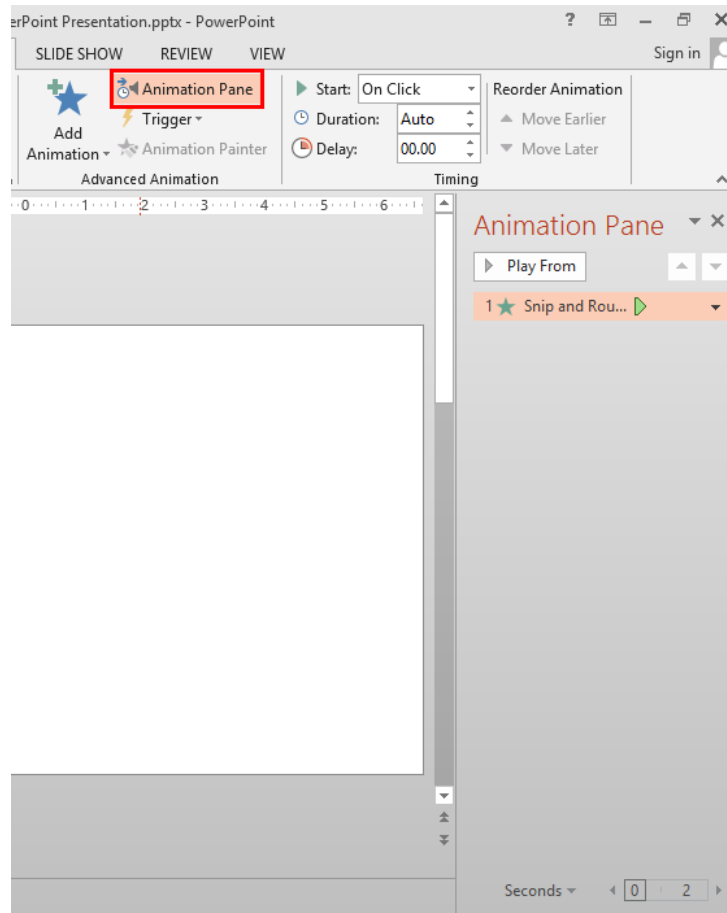 erPoint Presentation.pptx - PowerPoint ?
SLIDE SHOW REVIEW VIEW Sign in
Add
Animation
Animation Pane
Trigger
Animation Painter
Advanced Animation
Start: On Click
Duration: Auto
Delay: 00.00
Timing
Reorder Animation
Move Earlier
Move Later
0 1 2 3 4 5 6
Animation Pane
Play From
1 Snip and Rou...
Seconds 0 2